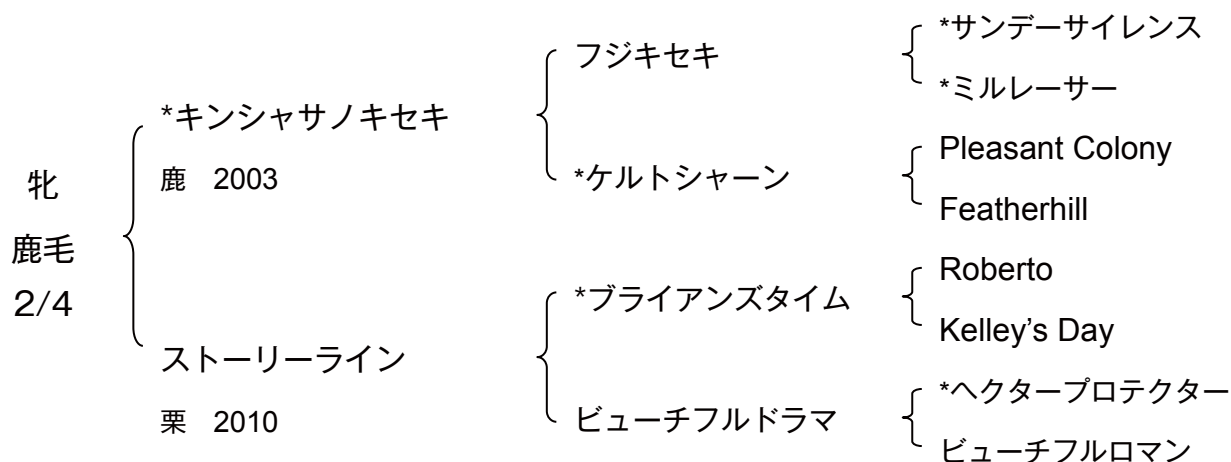 牝
鹿毛
2/4
*キンシャサノキセキ
鹿 2003
ストーリーライン
栗 2010
フジキセキ
*ケルトシャーン
*ブライアンズタイム
ビューチフルドラマ
*サンデーサイレンス
*ミルレーサー
Pleasant Colony
Featherhill
Roberto
Kelley's Day
*ヘクタープロテクター
ビューチフルロマン